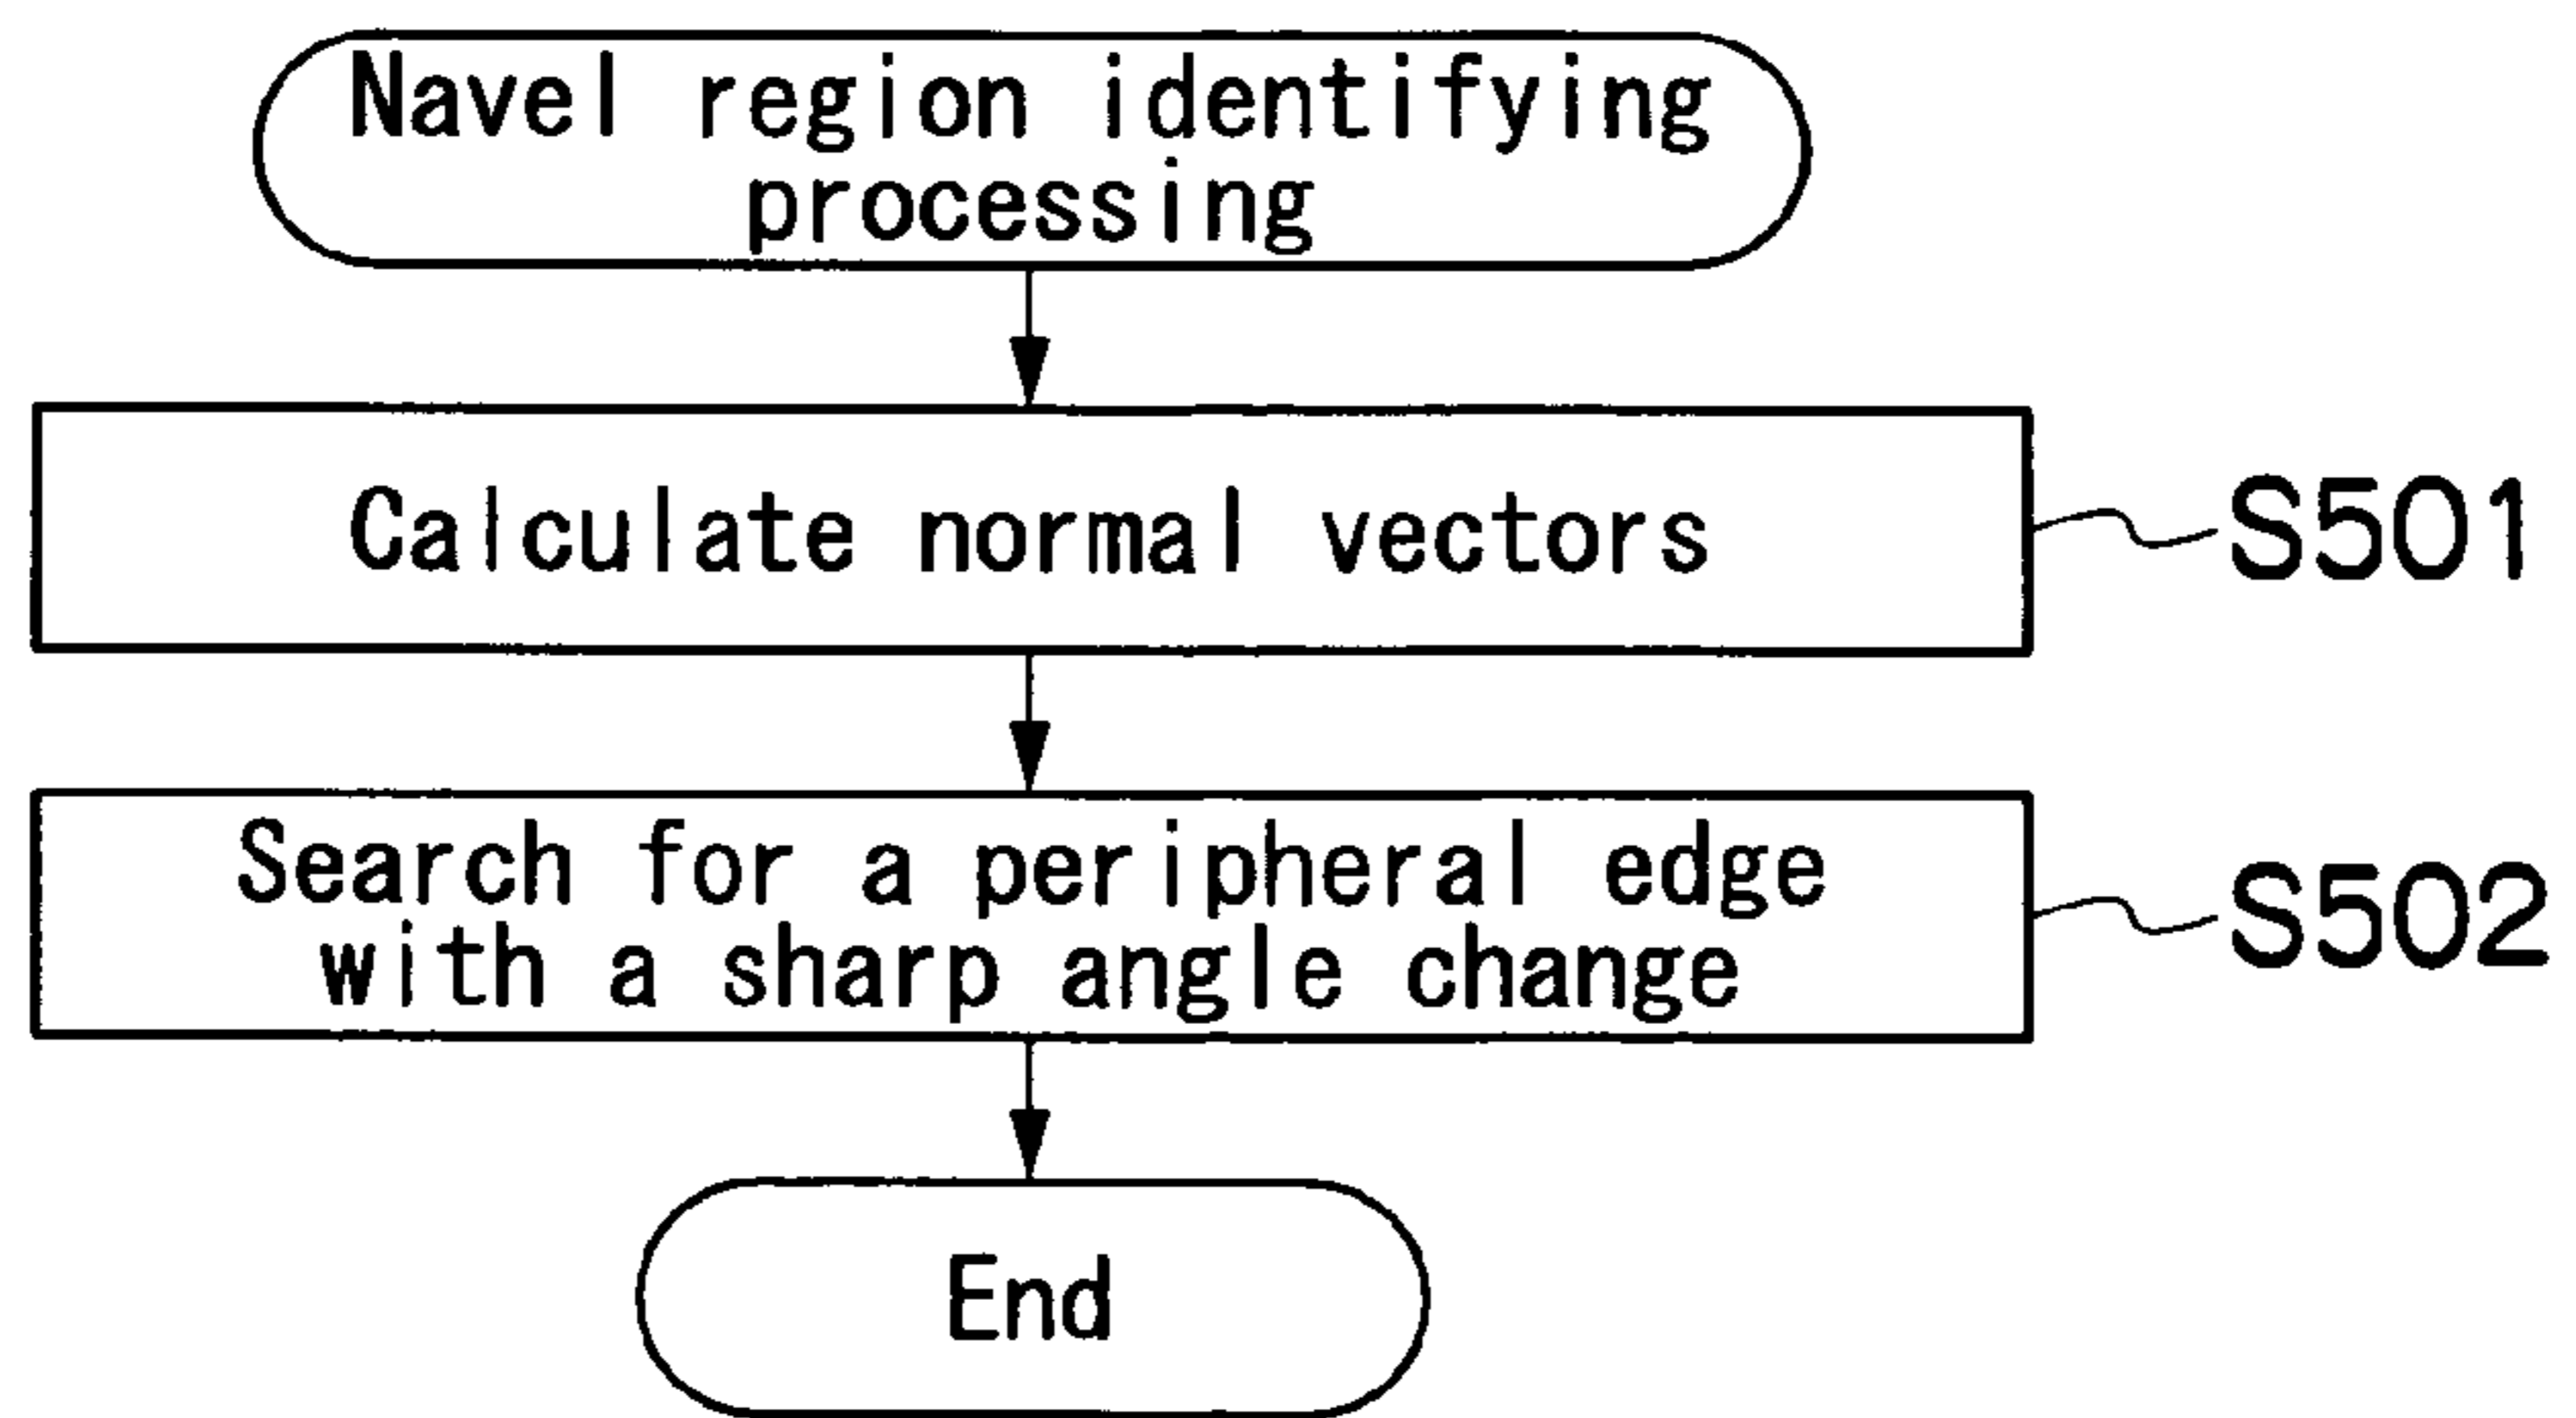 Navel region identifying
processing
Calculate normal vectors
S501
Search for a peripheral edge
with a sharp angle change
S502
End